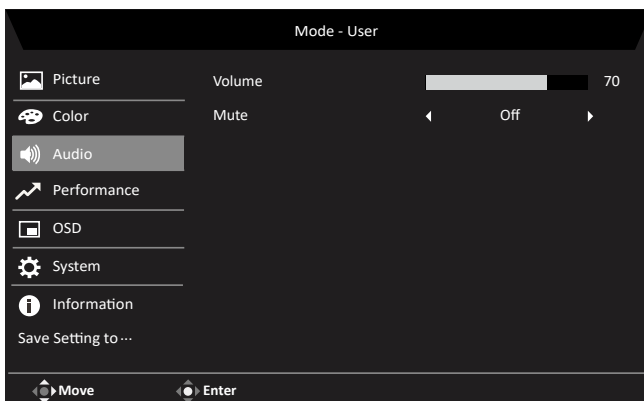 Mode - User
Picture
Volume 70
Color
Mute Off
Audio
Performance
OSD
System
Information
Save Setting to ···
Move Enter